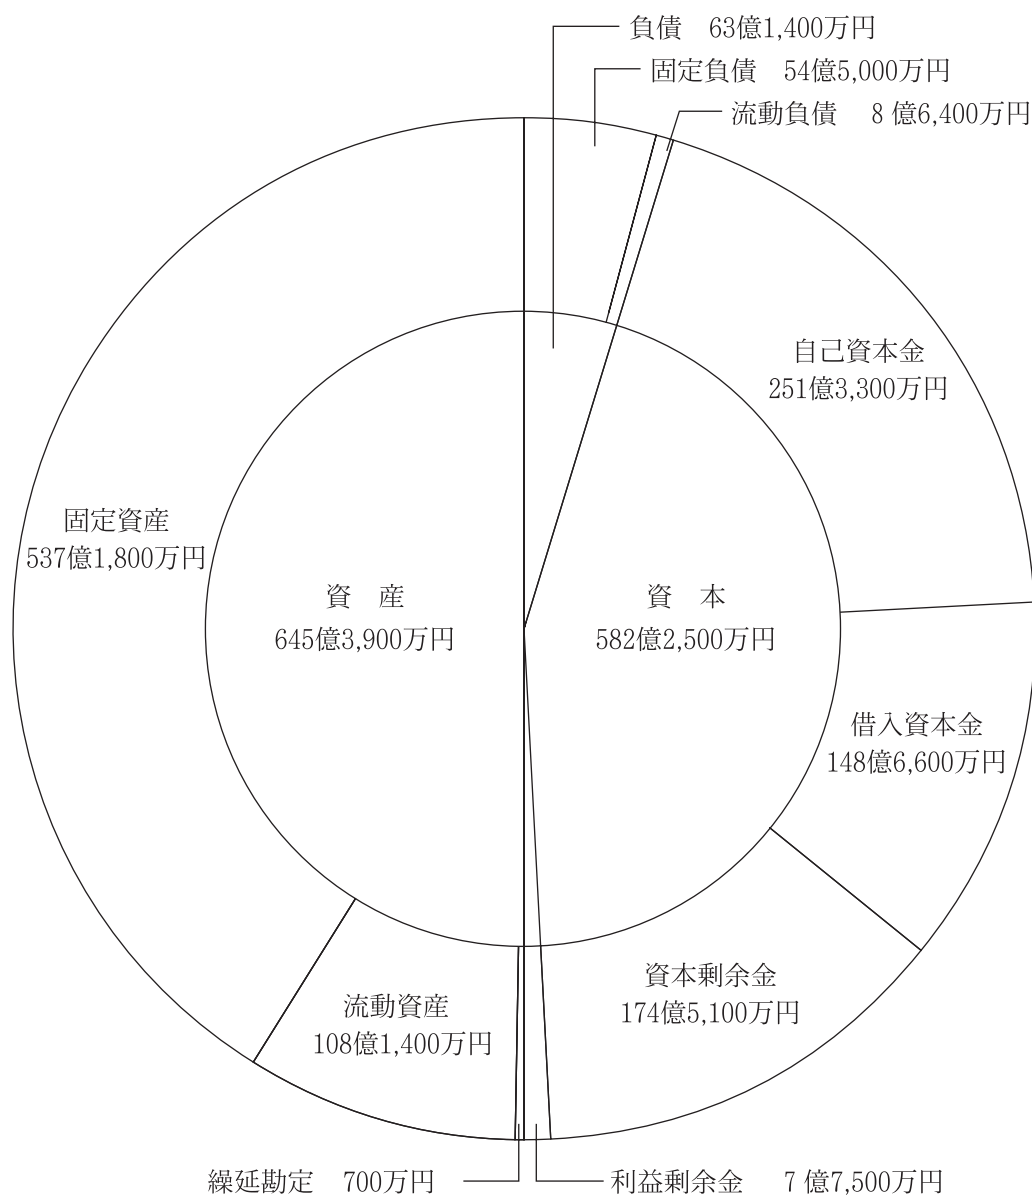 負債　63億1,400万円
固定負債　54億5,000万円
流動負債　8億6,400万円
自己資本金
251億3,300万円
固定資産
537億1,800万円
資　産
645億3,900万円
資　本
582億2,500万円
借入資本金
148億6,600万円
資本剰余金
174億5,100万円
流動資産
108億1,400万円
繰延勘定　700万円
利益剰余金　7億7,500万円